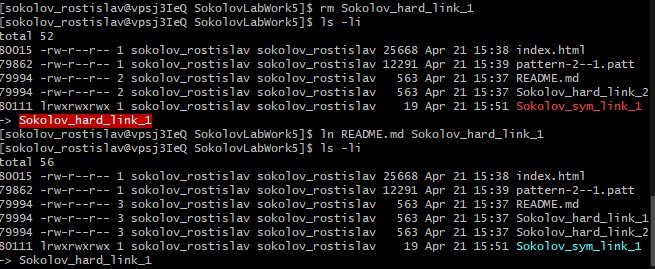 [sokolov_rostislav@vpsj3IeQ SokolovLabWork5]$ rm Sokolov_hard_link_1
[sokolov_rostislav@vpsj3IeQ SokolovLabWork5]$ ls -li
total 52
80015 -rw-r--r-- 1 sokolov_rostislav sokolov_rostislav 25668 Apr 21 15:38 index.html
79862 -rw-r--r-- 1 sokolov_rostislav sokolov_rostislav 12291 Apr 21 15:39 pattern-2--1.patt
79994 -rw-r--r-- 2 sokolov_rostislav sokolov_rostislav 563 Apr 21 15:37 README.md
79994 -rw-r--r-- 2 sokolov_rostislav sokolov_rostislav 563 Apr 21 15:37 Sokolov_hard_link_2
80111 lrwxrwxrwx 1 sokolov_rostislav sokolov_rostislav 19 Apr 21 15:51 Sokolov_sym_link_1
-> Sokolov_hard_link_1
[sokolov_rostislav@vpsj3IeQ SokolovLabWork5]$ ln README.md Sokolov_hard_link_1
[sokolov_rostislav@vpsj3IeQ SokolovLabWork5]$ ls -li
total 56
80015 -rw-r--r-- 1 sokolov_rostislav sokolov_rostislav 25668 Apr 21 15:38 index.html
79862 -rw-r--r-- 1 sokolov_rostislav sokolov_rostislav 12291 Apr 21 15:39 pattern-2--1.patt
79994 -rw-r--r-- 3 sokolov_rostislav sokolov_rostislav 563 Apr 21 15:37 README.md
79994 -rw-r--r-- 3 sokolov_rostislav sokolov_rostislav 563 Apr 21 15:37 Sokolov_hard_link_1
79994 -rw-r--r-- 3 sokolov_rostislav sokolov_rostislav 563 Apr 21 15:37 Sokolov_hard_link_2
80111 lrwxrwxrwx 1 sokolov_rostislav sokolov_rostislav 19 Apr 21 15:51 Sokolov_sym_link_1
-> Sokolov_hard_link_1